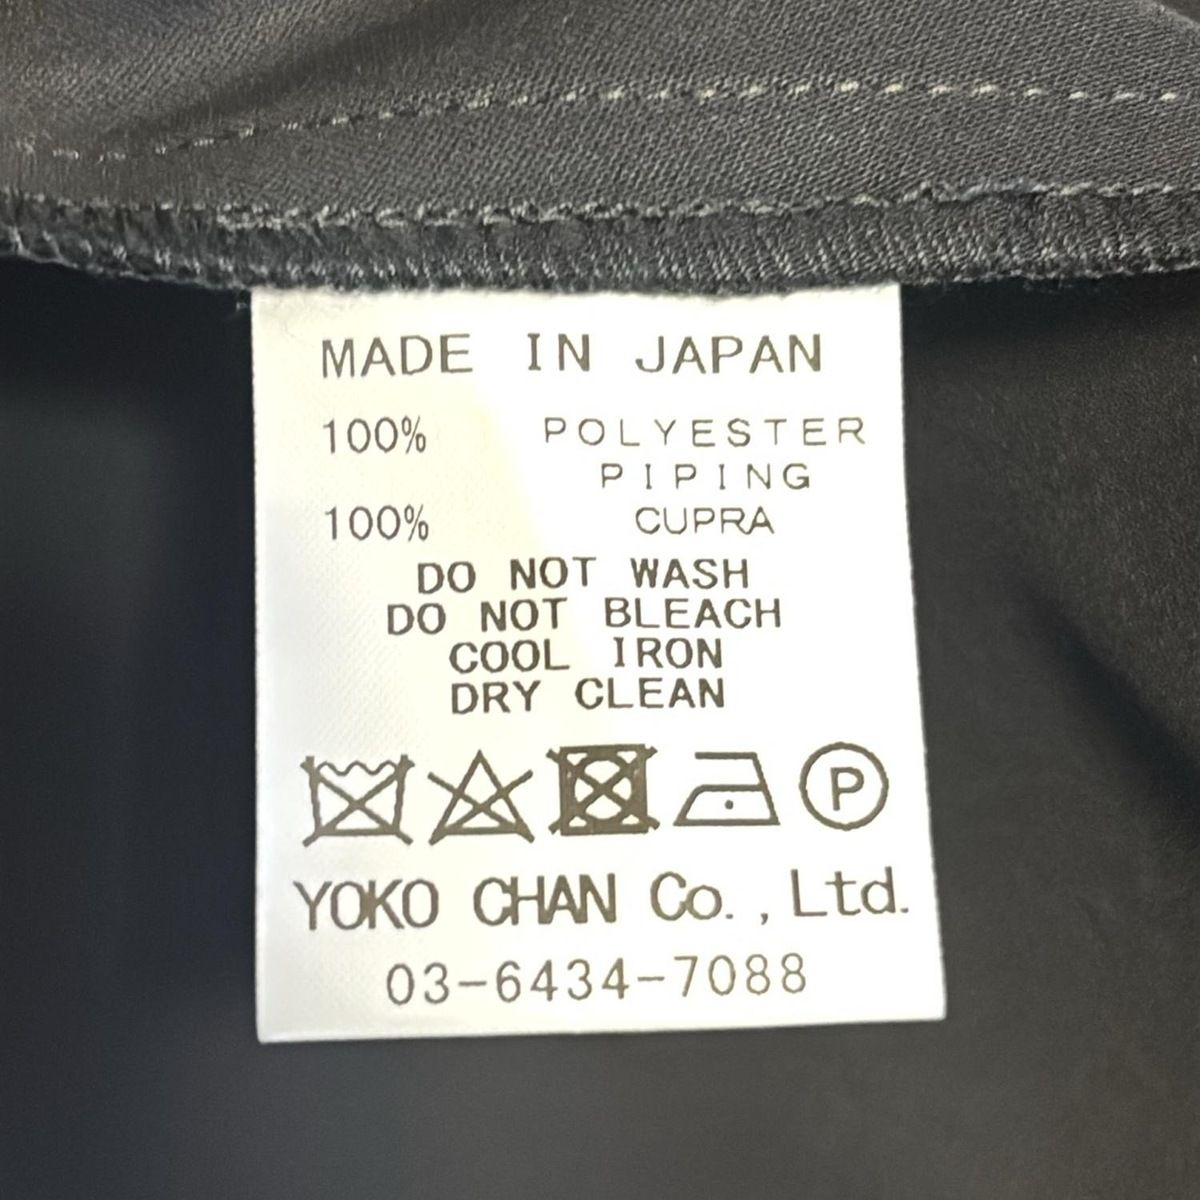 MADE IN JAPAN
100% POLYESTER
PIPING
100% CUPRA
DO NOT WASH
DO NOT BLEACH
COOL IRON
DRY CLEAN
P
YOKO CHAN Co., Ltd.
03-6434-7088